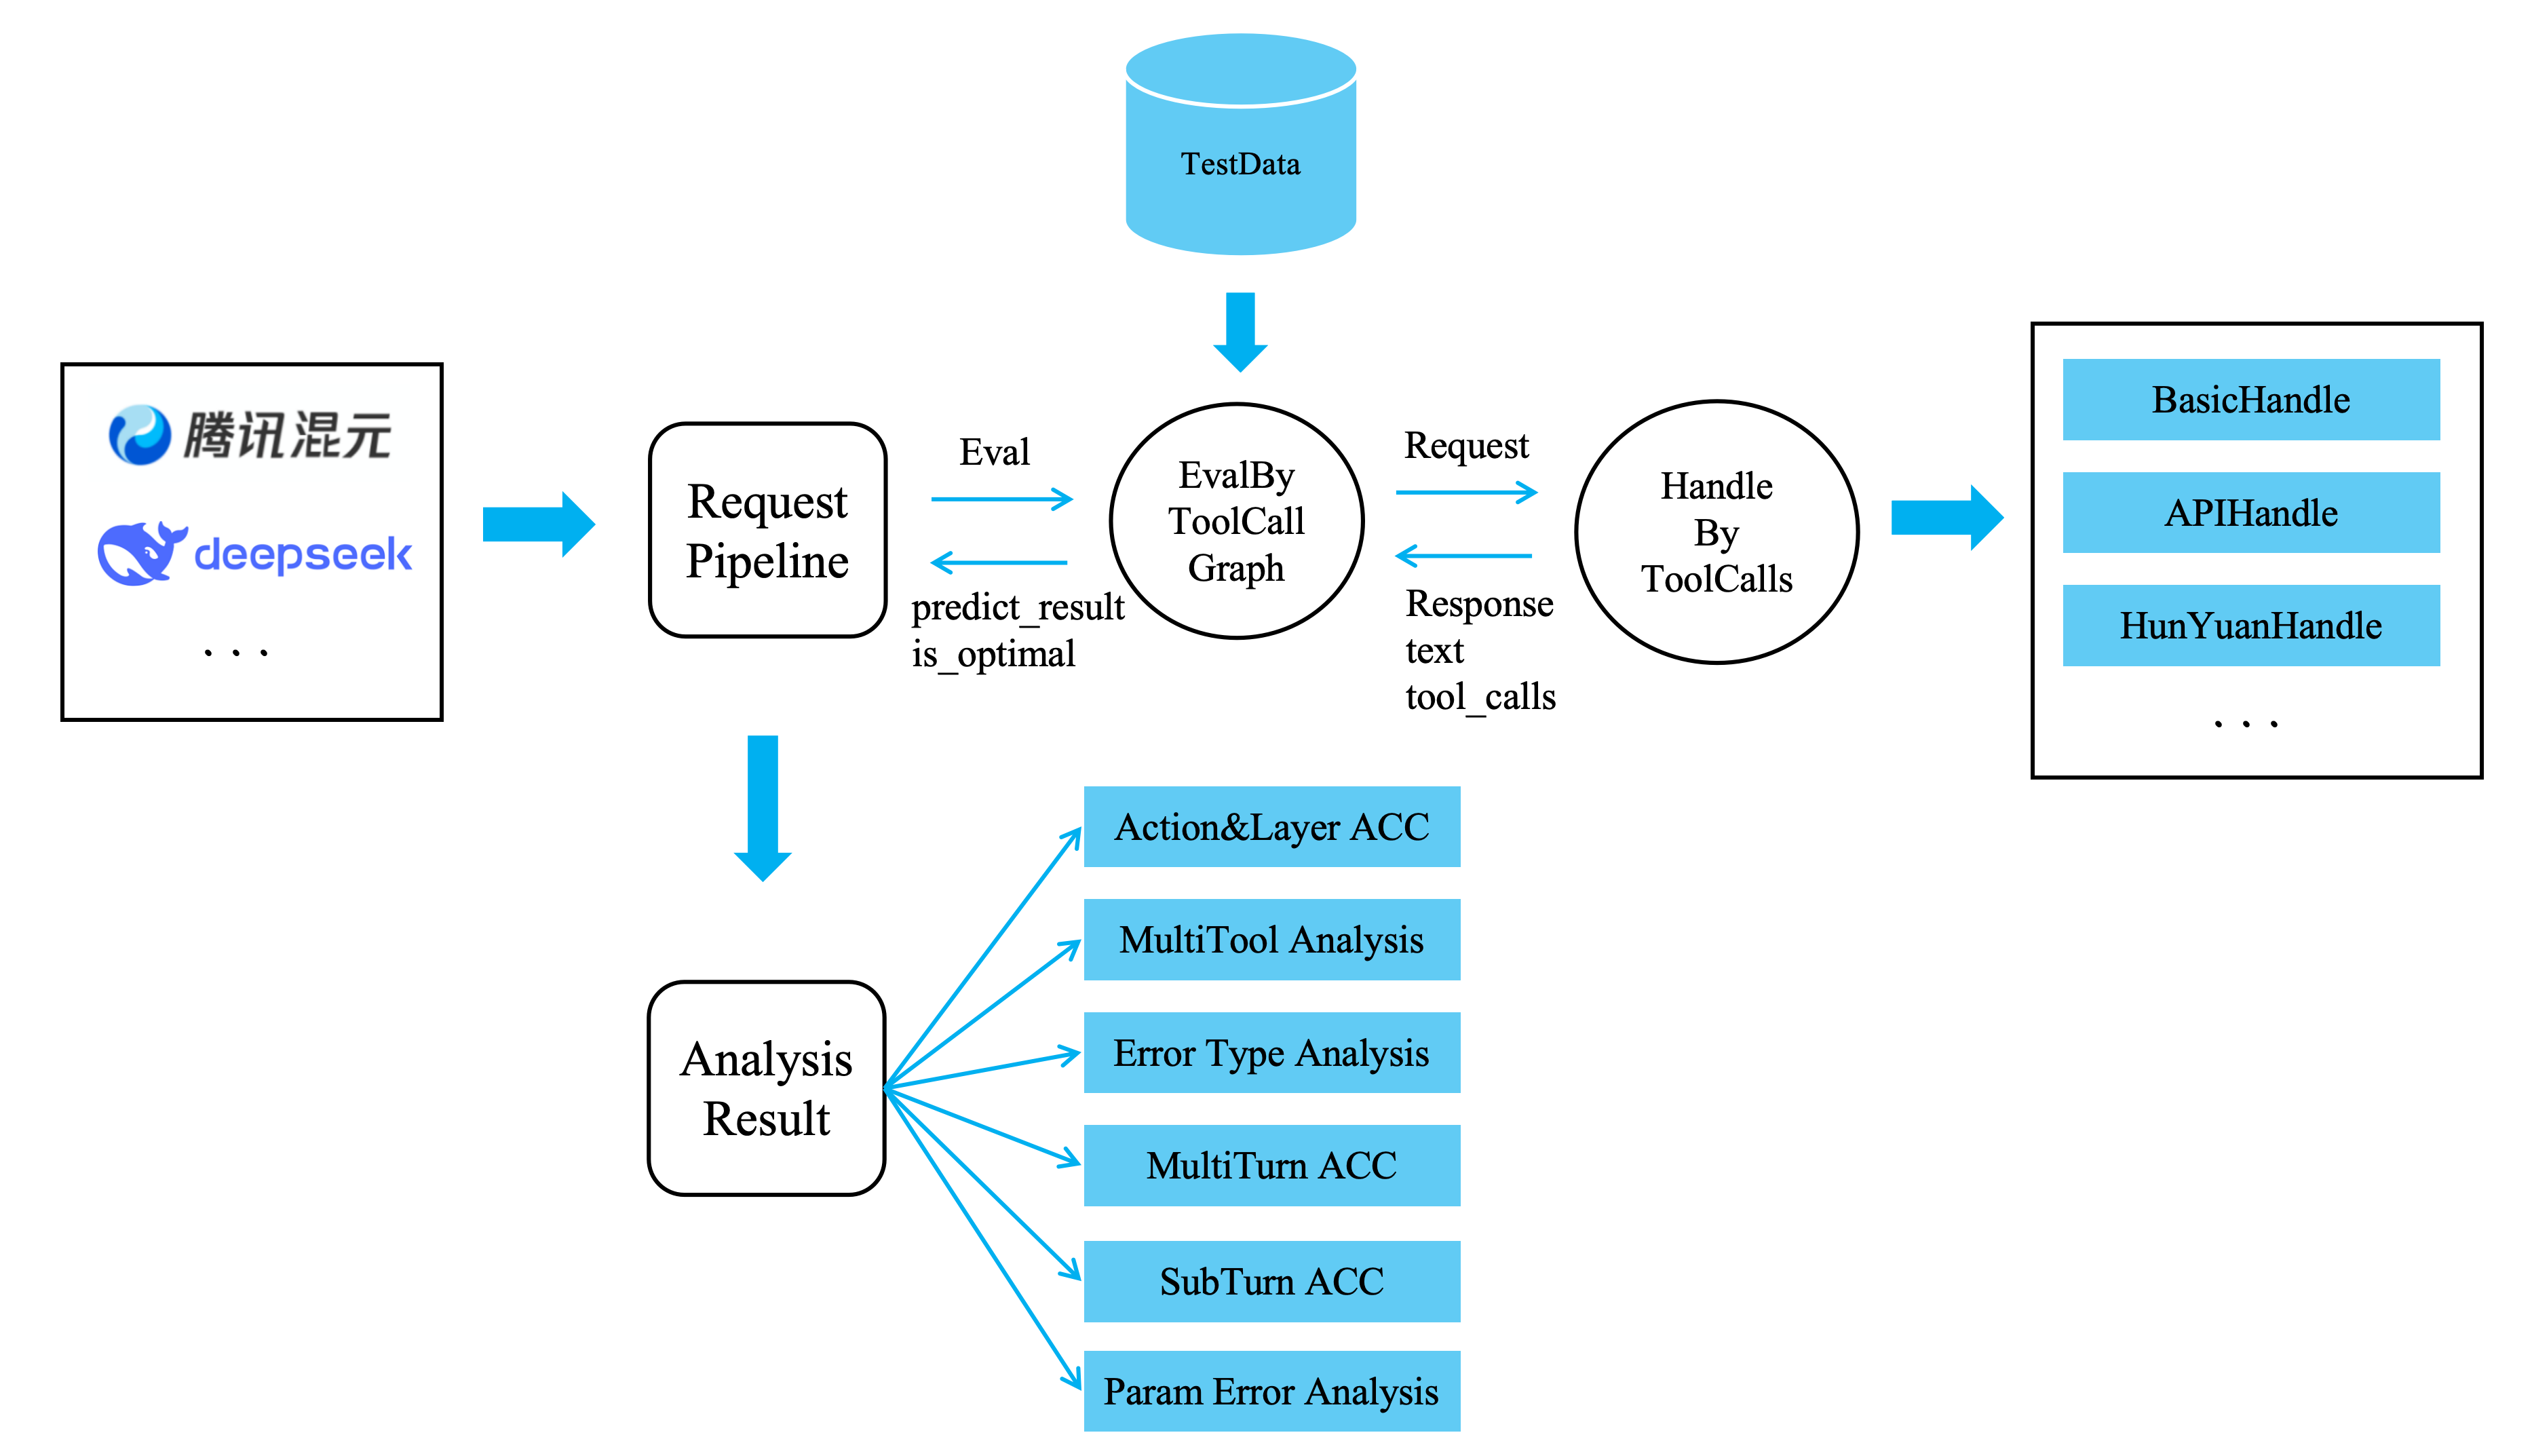 TestData
腾讯混元
deepseek
. . .
Request
Pipeline
Eval
predict_result
is_optimal
EvalBy
ToolCall
Graph
Request
Response
text
tool_calls
Handle
By
ToolCalls
BasicHandle
APIHandle
HunYuanHandle
. . .
Analysis
Result
Action&Layer ACC
MultiTool Analysis
Error Type Analysis
MultiTurn ACC
SubTurn ACC
Param Error Analysis